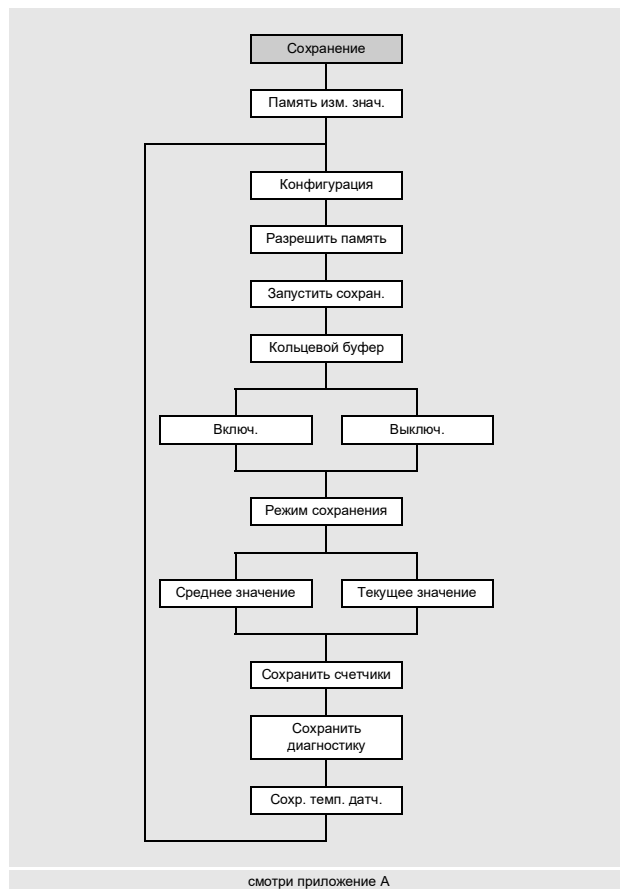 Сохранение
Память изм. знач.
Конфигурация
Разрешить память
Запустить сохран.
Кольцевой буфер
Включ.
Выключ.
Режим сохранения
Среднее значение
Текущее значение
Сохранить счетчики
Сохранить
диагностику
Сохр. темп. датч.
смотри приложение А